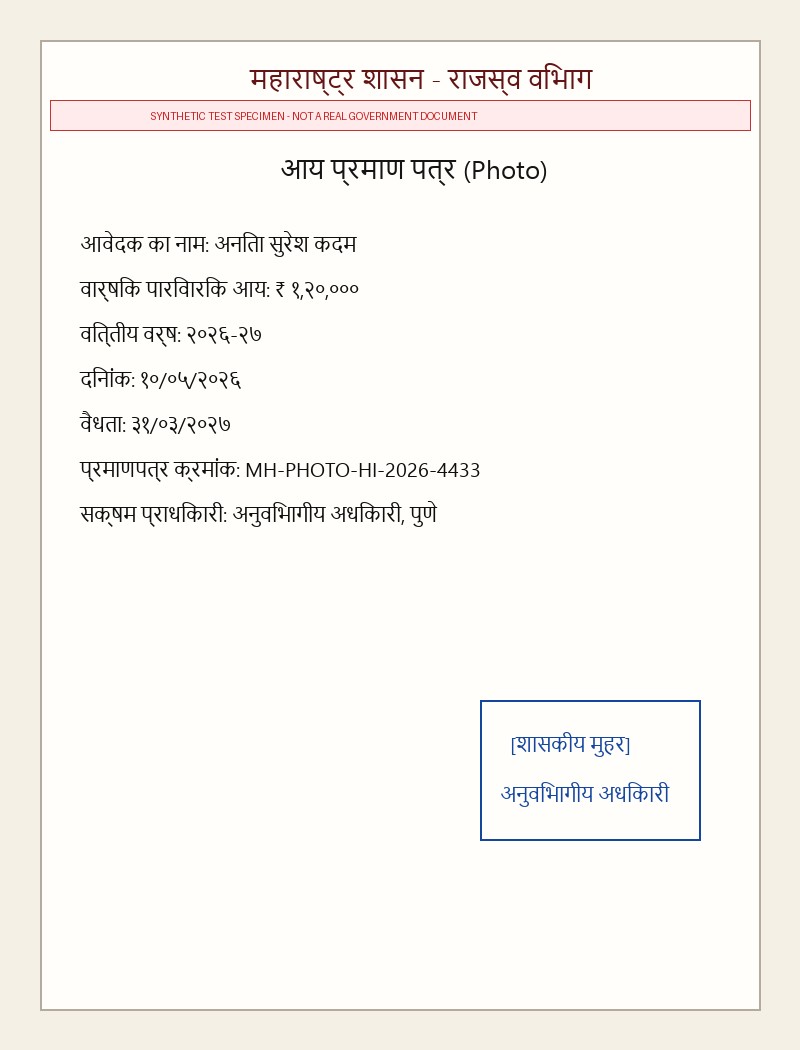 महाराष्ट्र शासन - राजस्व विभाग
SYNTHETIC TEST SPECIMEN - NOT A REAL GOVERNMENT DOCUMENT
आय प्रमाण पत्र (Photo)
आवेदक का नाम: अनिता सुरेश कदम
वार्षिक पारिवारिक आय: ₹ १,२०,०००
वित्तीय वर्ष: २०२६-२७
दिनांक: १०/०५/२०२६
वैधता: ३१/०३/२०२७
प्रमाणपत्र क्रमांक: MH-PHOTO-HI-2026-4433
सक्षम प्राधिकारी: अनुविभागीय अधिकारी, पुणे
[शासकीय मुहर]
अनुविभागीय अधिकारी